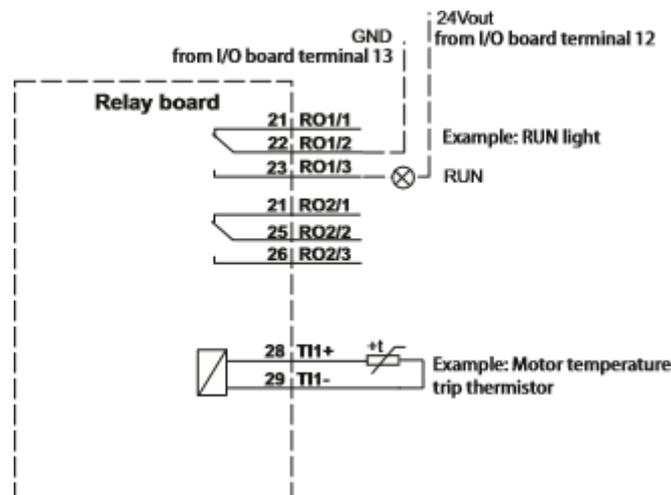 24Vout
from I/O board terminal 12
GND
from I/O board terminal 13
Relay board
21 RO1/1
22 RO1/2
23 RO1/3
Example: RUN light
RUN
21 RO2/1
25 RO2/2
26 RO2/3
28 TI1+
+t
29 TI1-
Example: Motor temperature
trip thermistor